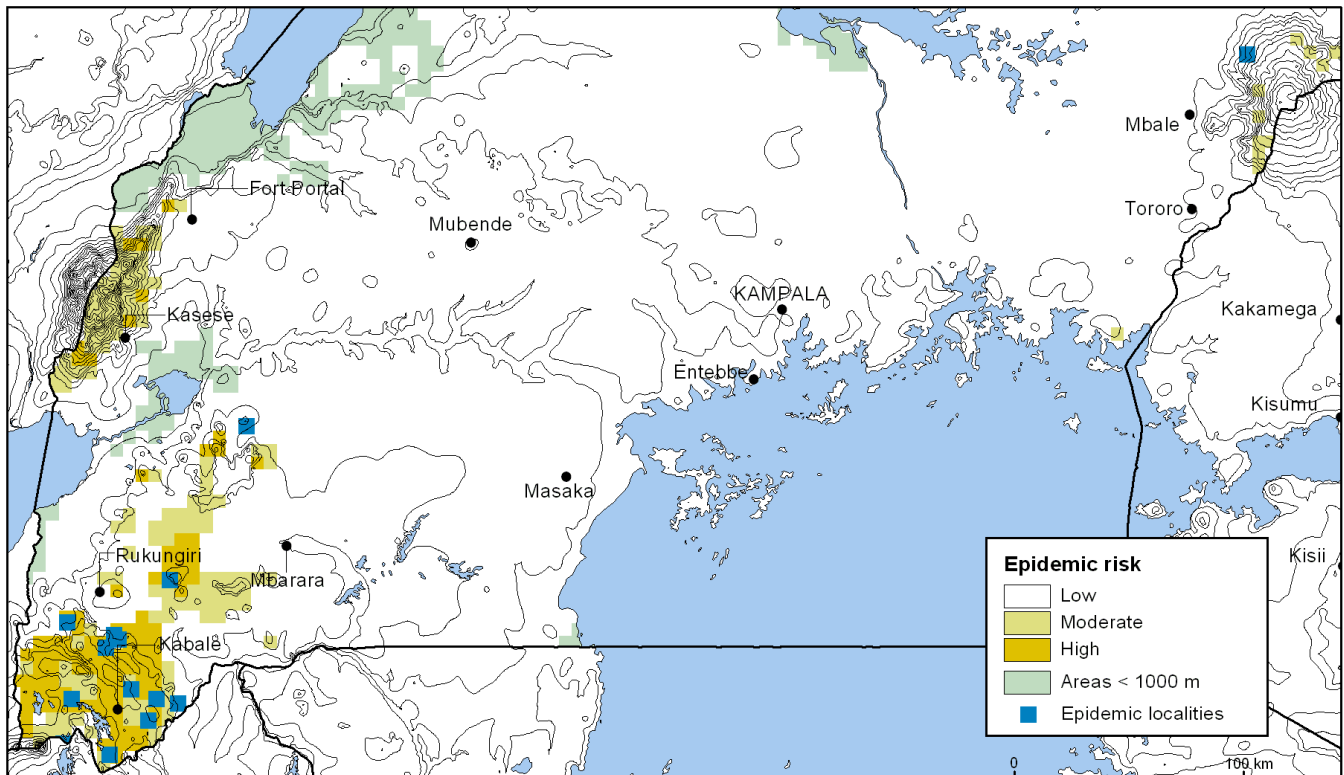 Mbale
Fort Portal
Tororo
Mubende
KAMPALA
Kakamega
Kasese
Entebbe
Kisumu
Masaka
Rukungiri
Mbarara
Kisii
Kabale
Epidemic risk
Low
Moderate
High
Areas < 1000 m
Epidemic localities
0 100 km